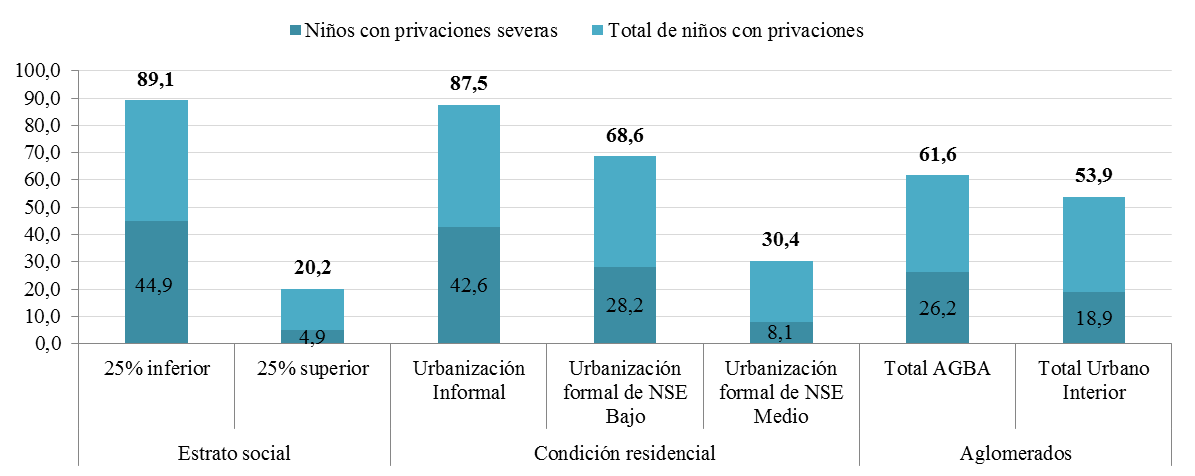 Niños con privaciones severas
Total de niños con privaciones
100,0
90,0
80,0
70,0
60,0
50,0
40,0
30,0
20,0
10,0
0,0
89,1
44,9
20,2
4,9
87,5
42,6
68,6
28,2
30,4
8,1
61,6
26,2
53,9
18,9
25% inferior
25% superior
Urbanización
Informal
Urbanización
formal de NSE
Bajo
Urbanización
formal de NSE
Medio
Total AGBA
Total Urbano
Interior
Estrato social
Condición residencial
Aglomerados